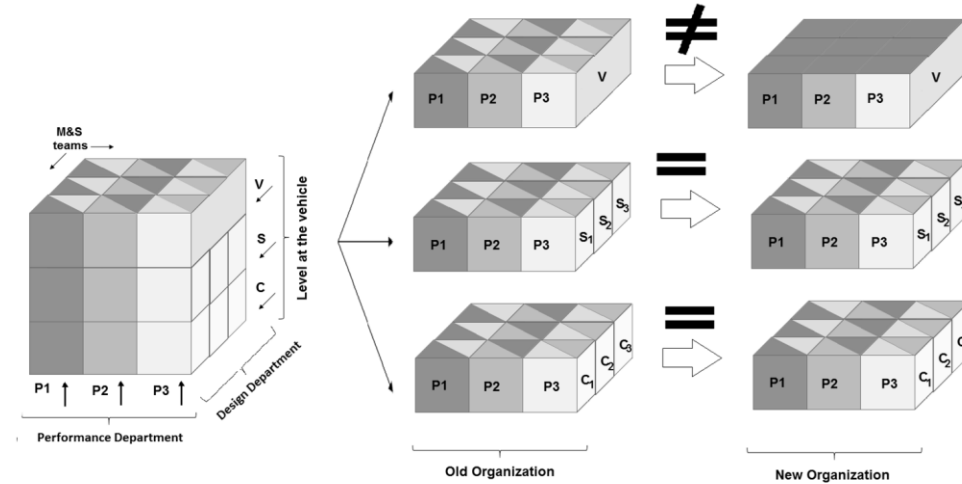 M&S
teams
V
S
C
Level at the vehicle
Design Department
P1
P2
P3
Performance Department
P1
P2
P3
V
≠
P1
P2
P3
V
P1
P2
P3
S1
S2
S3
=
P1
P2
P3
S1
S2
S
P1
P2
P3
C1
C2
C3
=
P1
P2
P3
C1
C2
Old Organization
New Organization